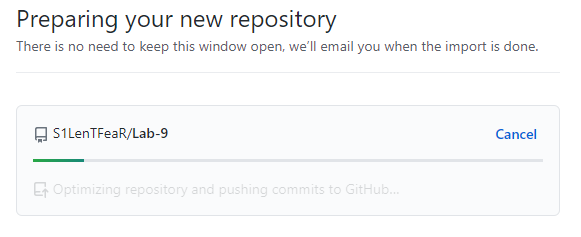 Preparing your new repository
There is no need to keep this window open, we’ll email you when the import is done.
S1LenTFeaR/Lab-9
Cancel
Optimizing repository and pushing commits to GitHub...